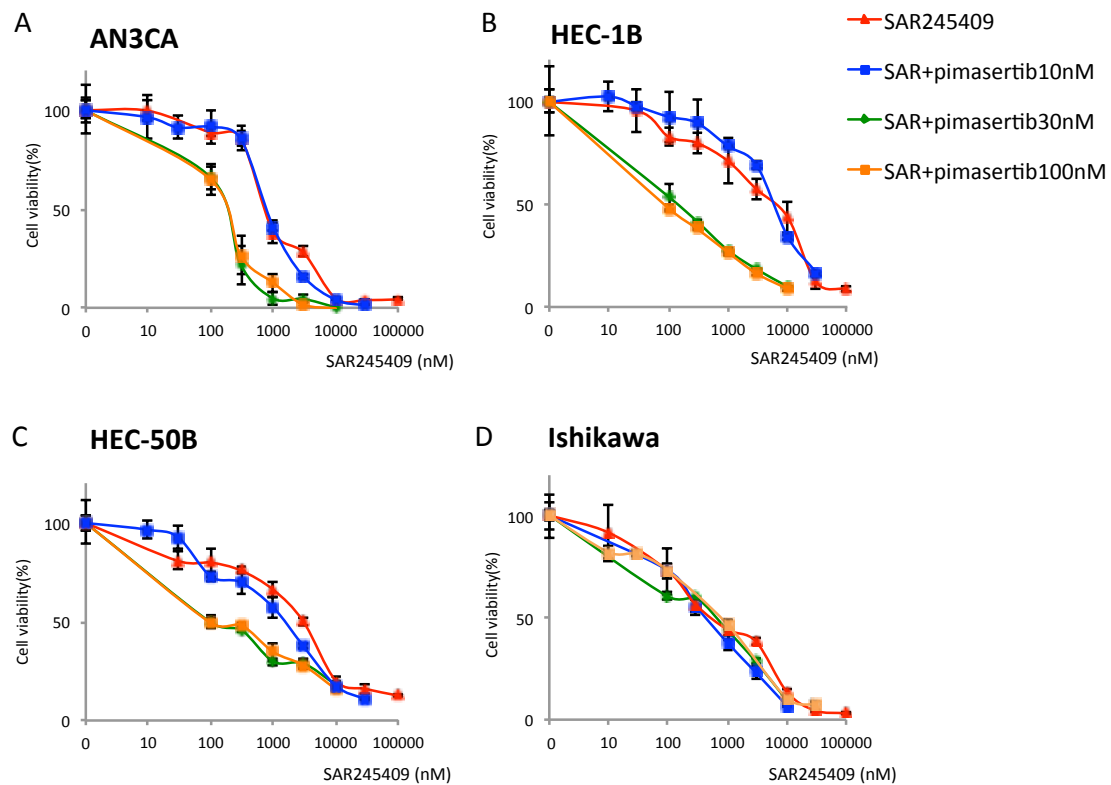 A
AN3CA
Cell viability(%)
100
50
0
0 10 100 1000 10000 100000
SAR245409 (nM)
B
HEC-1B
Cell viability(%)
100
50
0
0 10 100 1000 10000 100000
SAR245409 (nM)
SAR245409
SAR+pimasertib10nM
SAR+pimasertib30nM
SAR+pimasertib100nM
C
HEC-50B
Cell viability(%)
100
50
0
0 10 100 1000 10000 100000
SAR245409 (nM)
D
Ishikawa
Cell viability(%)
100
50
0
0 10 100 1000 10000 100000
SAR245409 (nM)